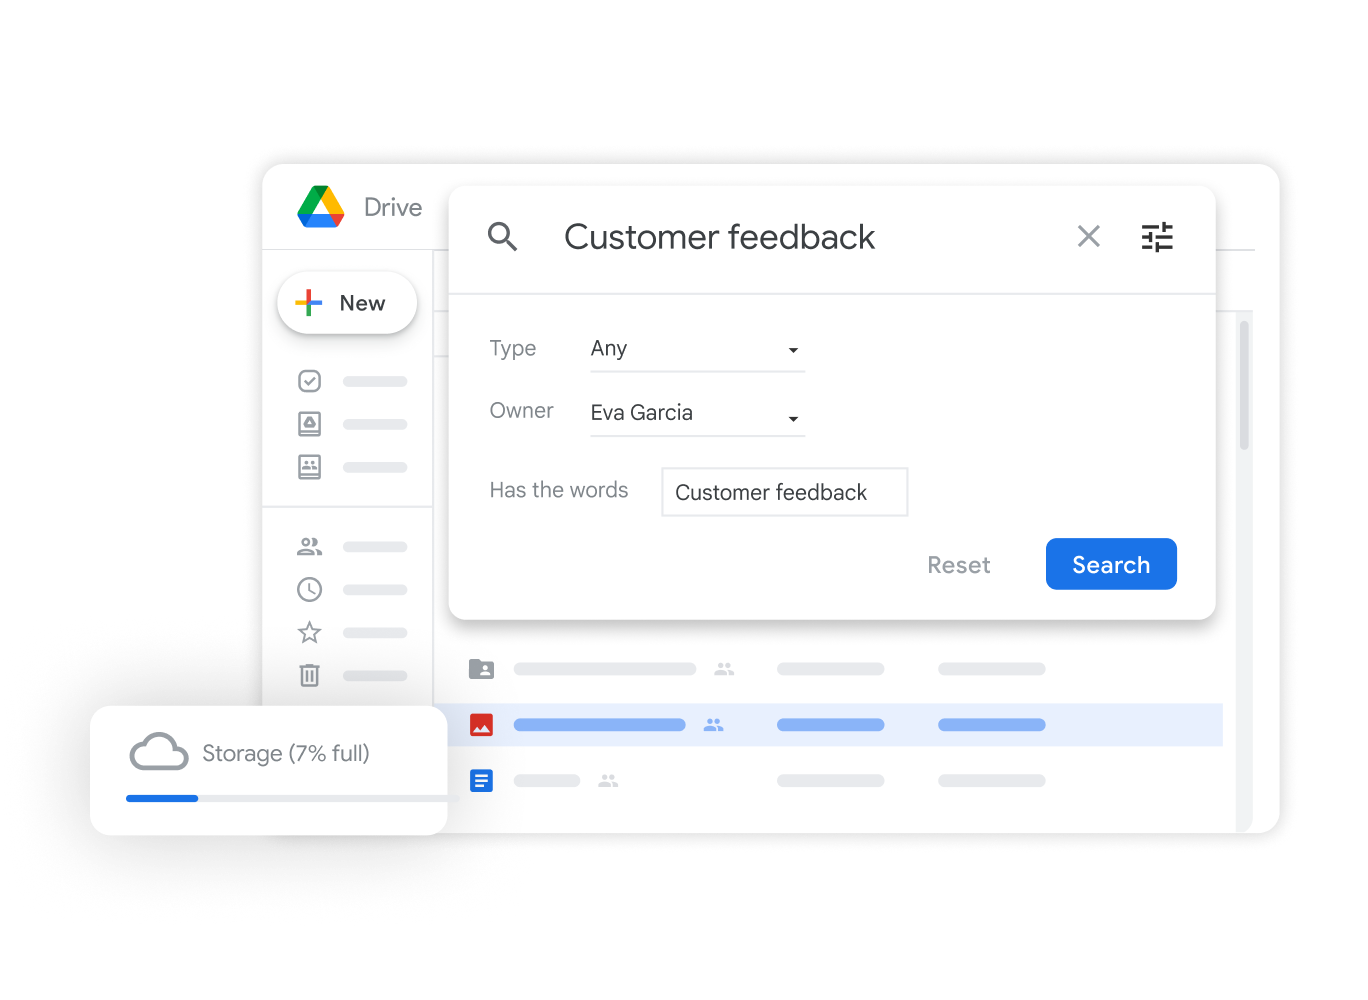 Drive
Customer feedback
New
Type Any
Owner Eva Garcia
Has the words Customer feedback
Reset Search
Storage (7% full)